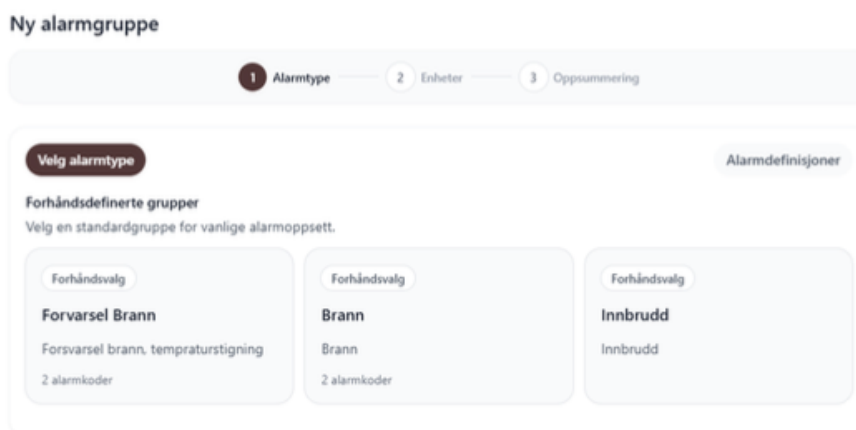 Ny alarmgruppe
1 Alarmtype 2 Enheter 3 Oppsummering
Velg alarmtype Alarmdefinisjoner
Forhåndsdefinerte grupper
Velg en standardgruppe for vanlige alarmoppsett.
Forhåndsvalg
Forvarsel Brann
Forsvarsel brann, tempraturstigning
2 alarmkoder
Forhåndsvalg
Brann
Brann
2 alarmkoder
Forhåndsvalg
Innbrudd
Innbrudd